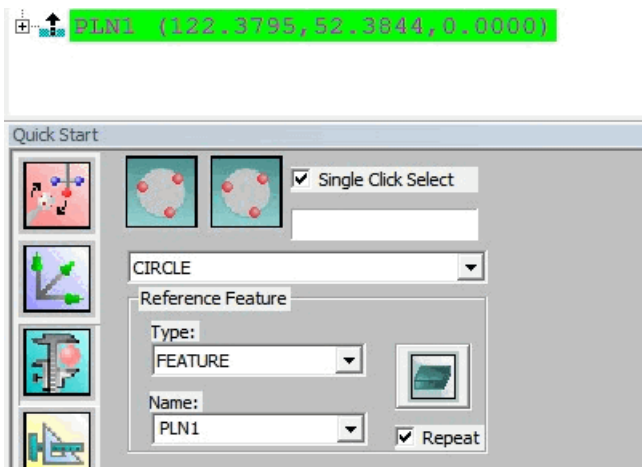 PLN1 (122.3795,52.3844,0.0000)
Quick Start
Single Click Select
CIRCLE
Reference Feature
Type:
FEATURE
Name:
PLN1
Repeat